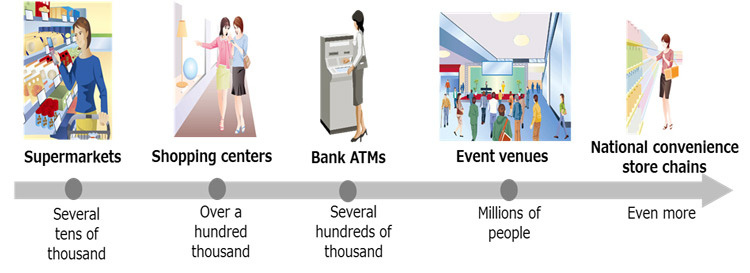 Supermarkets
Shopping centers
Bank ATMs
Event venues
National convenience
store chains
Several
tens of
thousand
Over a
hundred
thousand
Several
hundreds of
thousand
Millions of
people
Even more